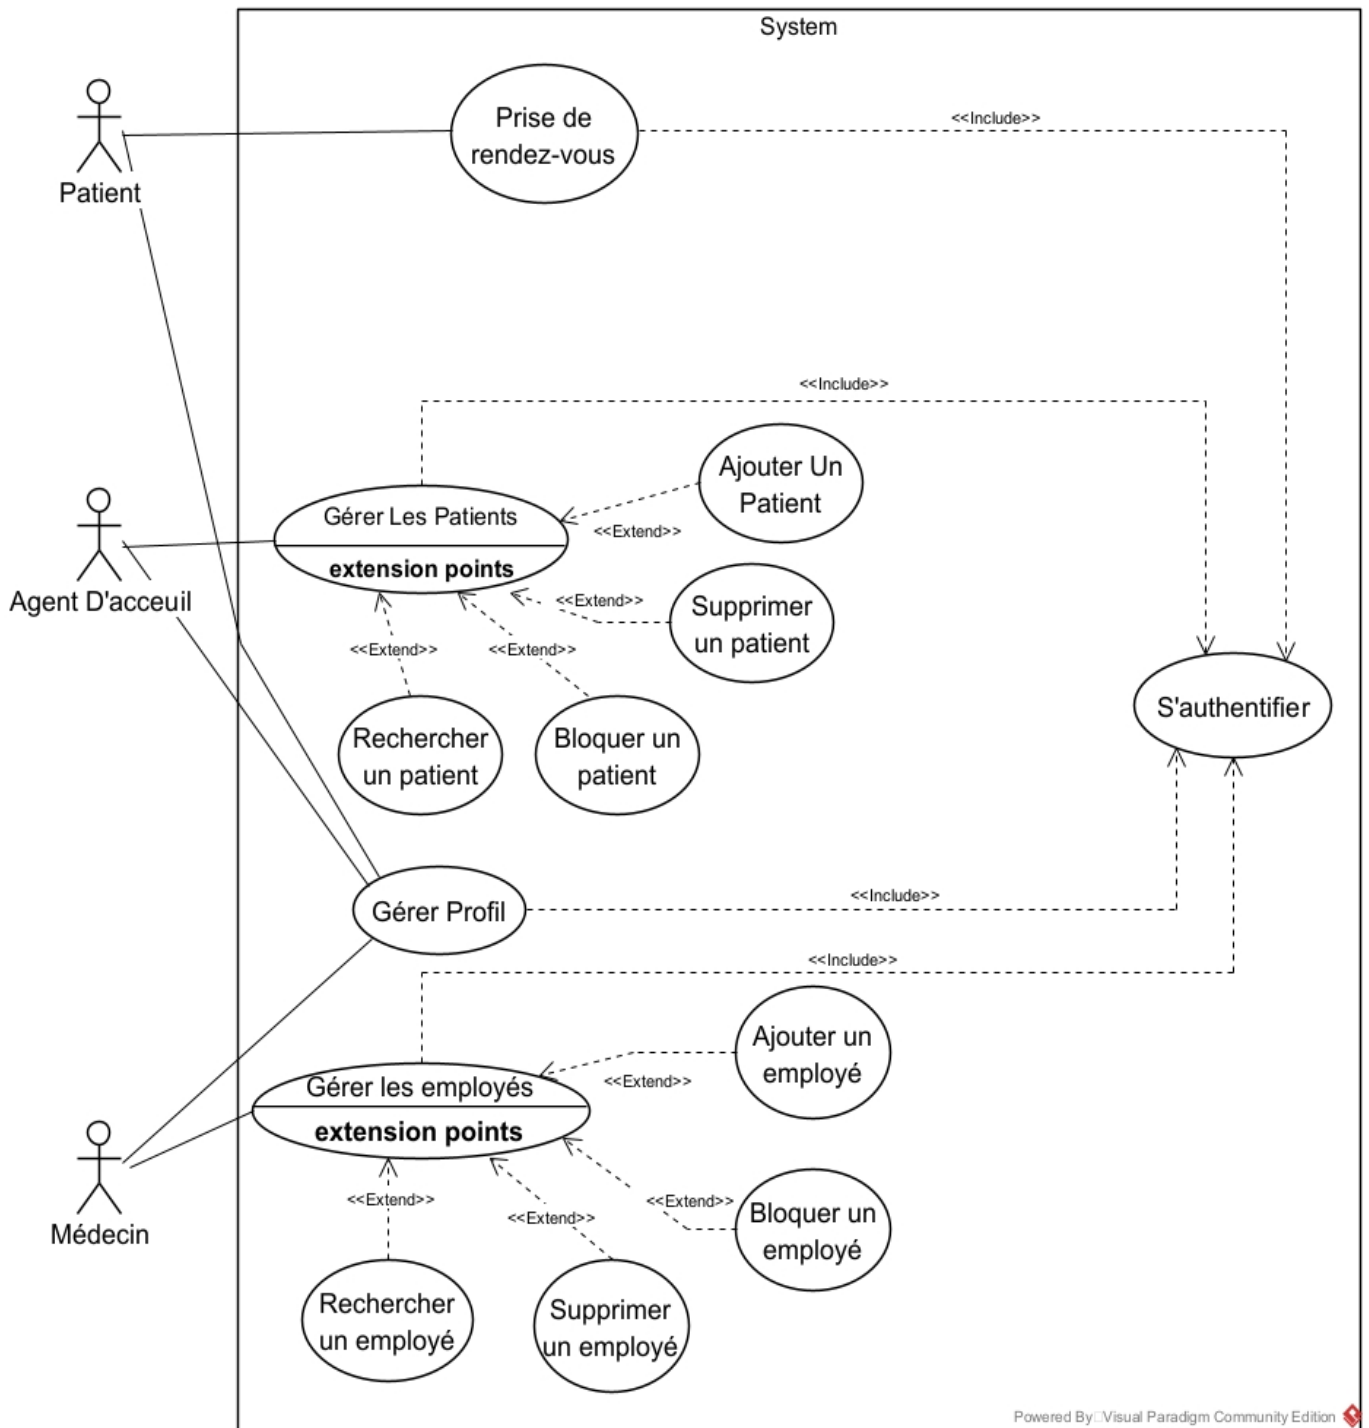 System
Prise de
rendez-vous
<<Include>>
Patient
<<Include>>
Ajouter Un
Patient
Gérer Les Patients
<<Extend>>
extension points
Agent D'acceuil
<<Extend>>
Supprimer
un patient
<<Extend>>
<<Extend>>
S'authentifier
Rechercher
un patient
Bloquer un
patient
Gérer Profil
<<Include>>
<<Include>>
Ajouter un
employé
Gérer les employés
<<Extend>>
extension points
Médecin
<<Extend>>
<<Extend>>
<<Extend>>
Bloquer un
employé
Rechercher
un employé
Supprimer
un employé
Powered By Visual Paradigm Community Edition